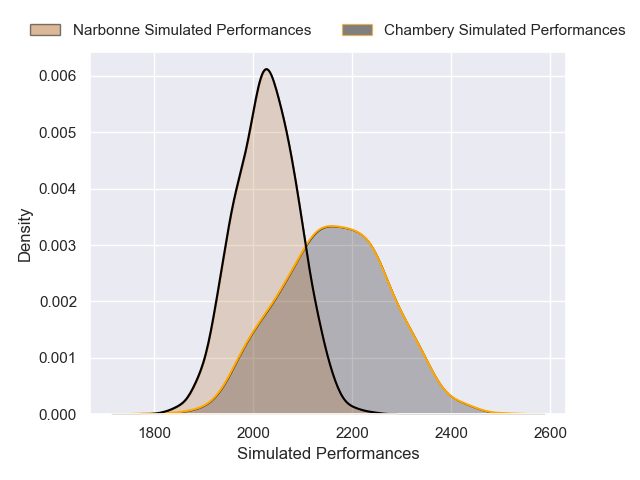 Narbonne Simulated Performances
Chambery Simulated Performances
0.006
0.005
0.004
0.003
0.002
0.001
0.000
Density
1800 2000 2200 2400 2600
Simulated Performances